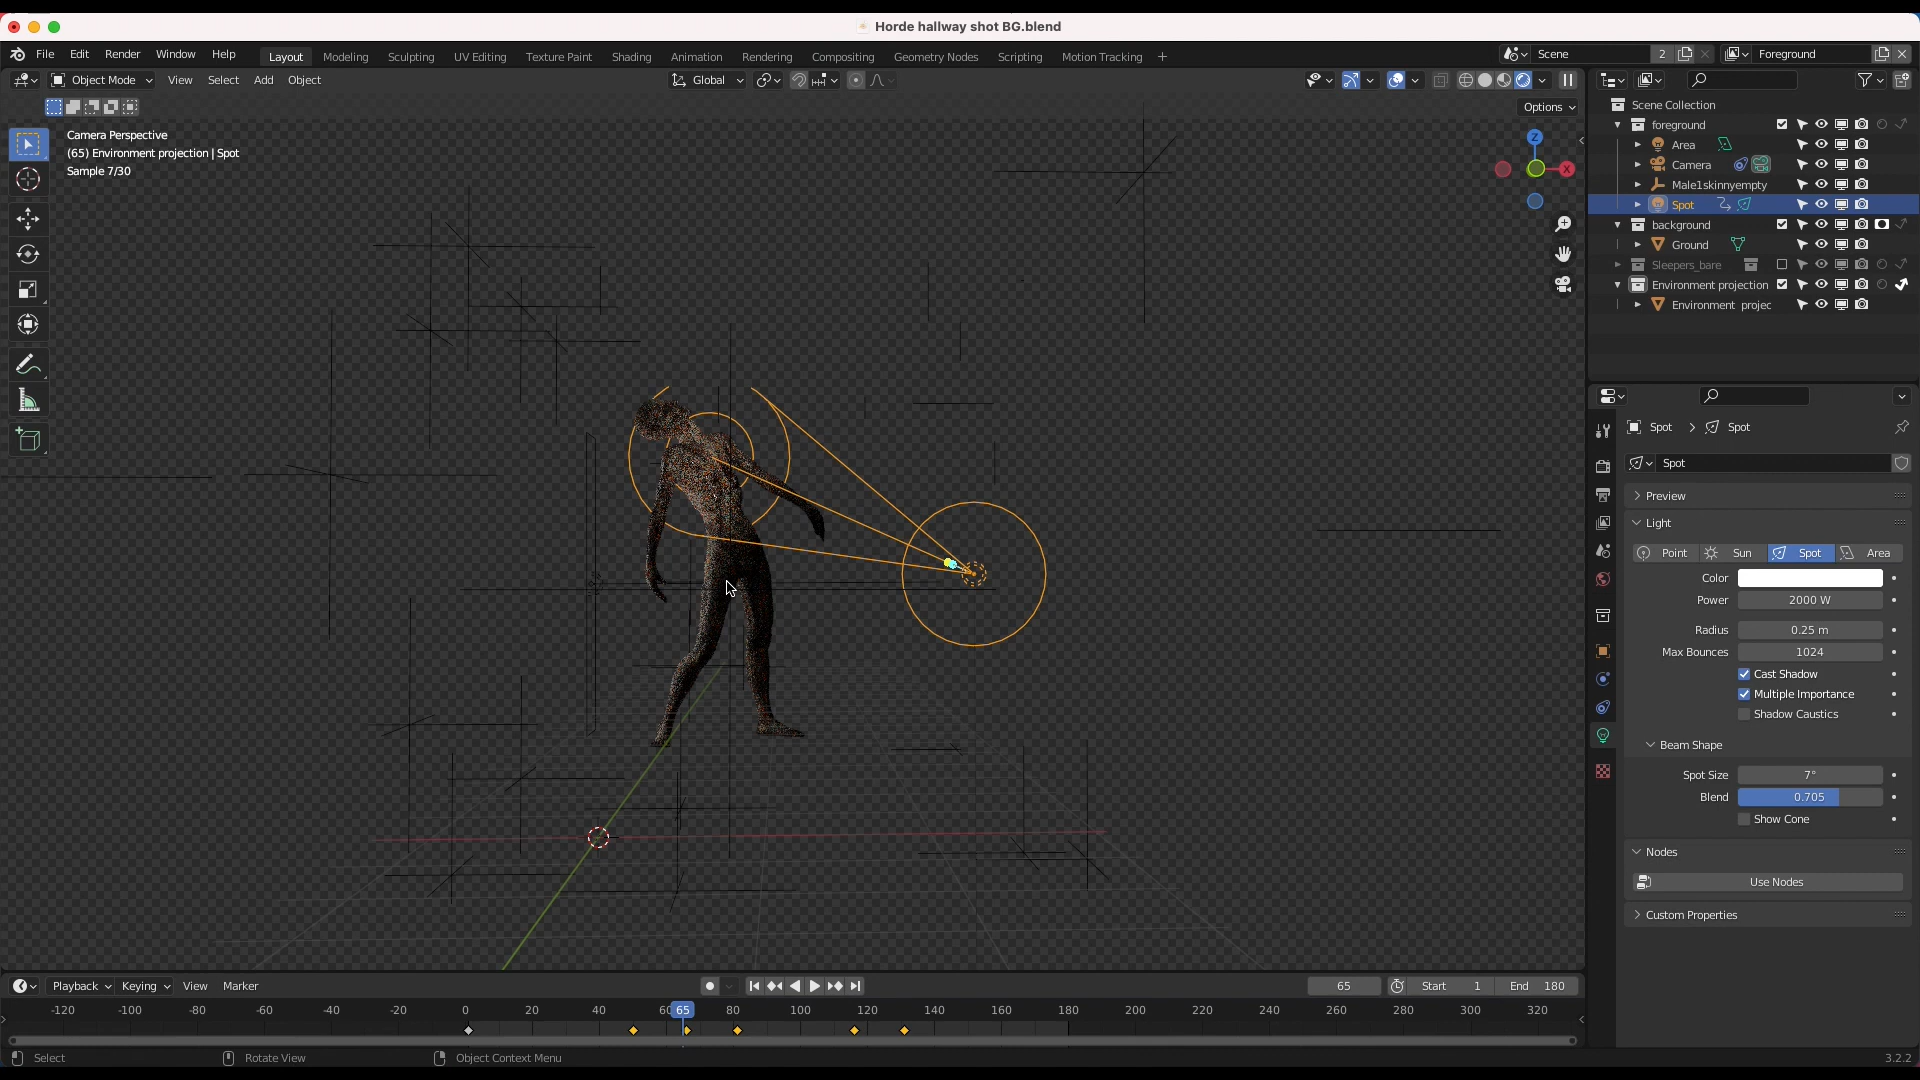 Horde hallway shot BG.blend
File Edit Render Window Help Layout Modeling Sculpting UV Editing Texture Paint Shading Animation Rendering Compositing Geometry Nodes Scripting Motion Tracking + Scene 2 Foreground
Object Mode View Select Add Object Global
Options
Camera Perspective
(65) Environment projection | Spot
Sample 7/30
Z
X
Scene Collection
foreground
Area
Camera
Male1skinnyempty
Spot
background
Ground
Sleepers_bare
Environment projection
Environment projec
Spot > Spot
Spot
Preview
Light
Point Sun Spot Area
Color
Power 2000 W
Radius 0.25 m
Max Bounces 1024
Cast Shadow
Multiple Importance
Shadow Caustics
Beam Shape
Spot Size 7°
Blend 0.705
Show Cone
Nodes
Use Nodes
Custom Properties
Playback Keying View Marker 65 Start 1 End 180
-120 -100 -80 -60 -40 -20 0 20 40 60 65 80 100 120 140 160 180 200 220 240 260 280 300 320
Select Rotate View Object Context Menu 3.2.2